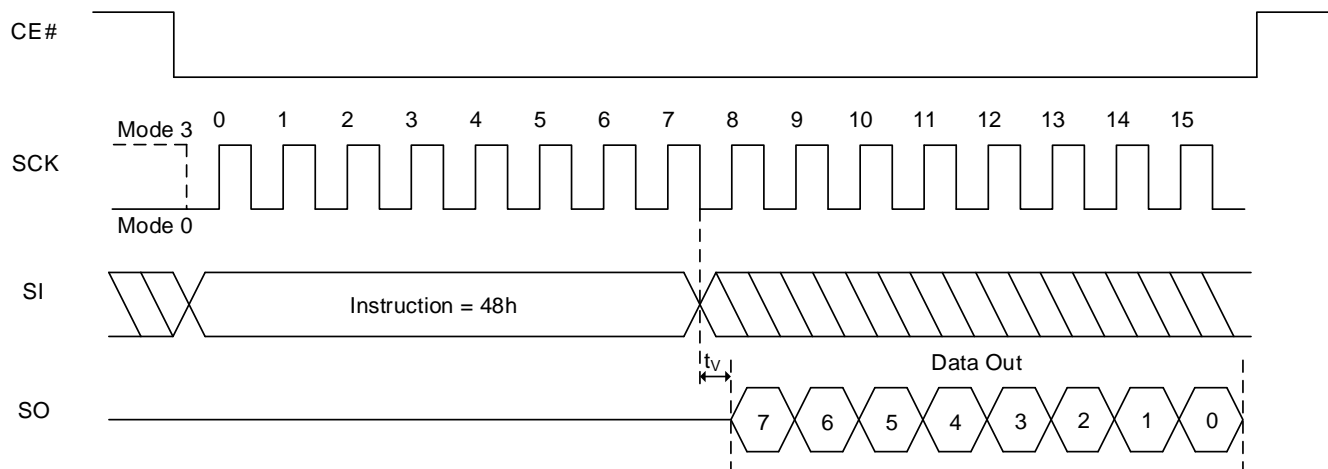 CE#
Mode 3
0 1 2 3 4 5 6 7 8 9 10 11 12 13 14 15
SCK
Mode 0
SI
Instruction = 48h
tV
Data Out
SO
7 6 5 4 3 2 1 0